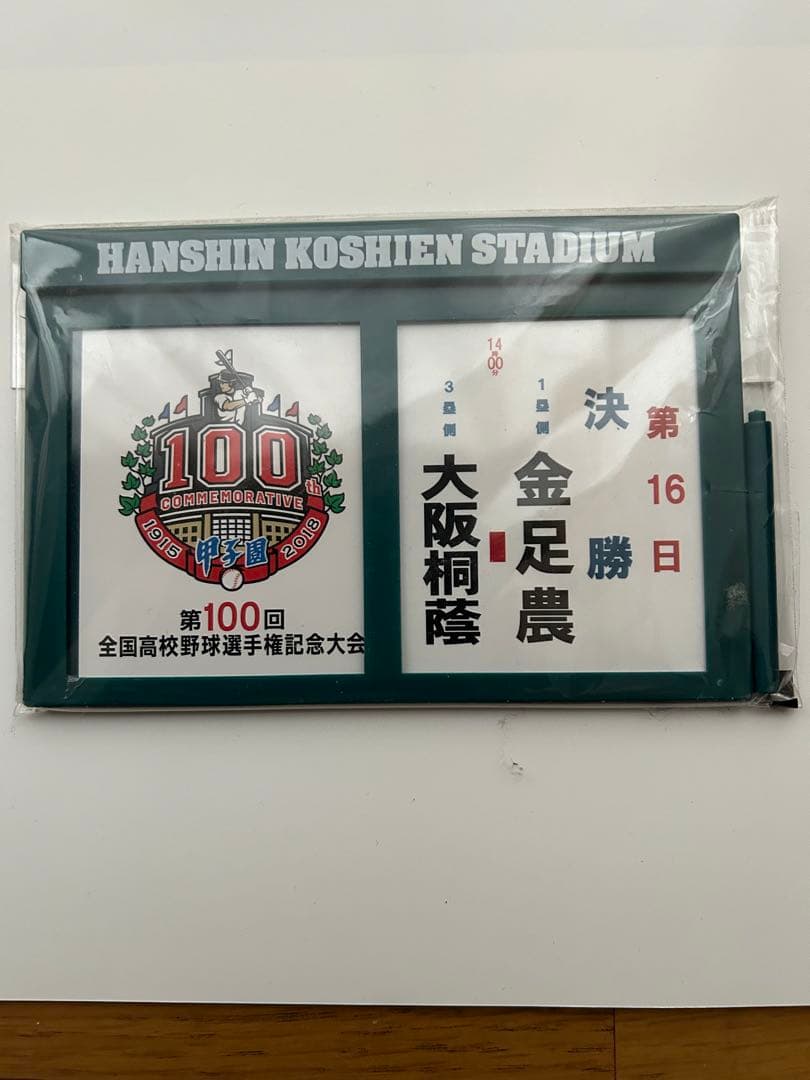 HANSHIN KOSHIEN STADIUM
100th
COMMEMORATIVE
1915 甲子園 2018
第100回
全国高校野球選手権記念大会
第16日
決勝
1塁側 金足農
14時00分
3塁側 大阪桐蔭